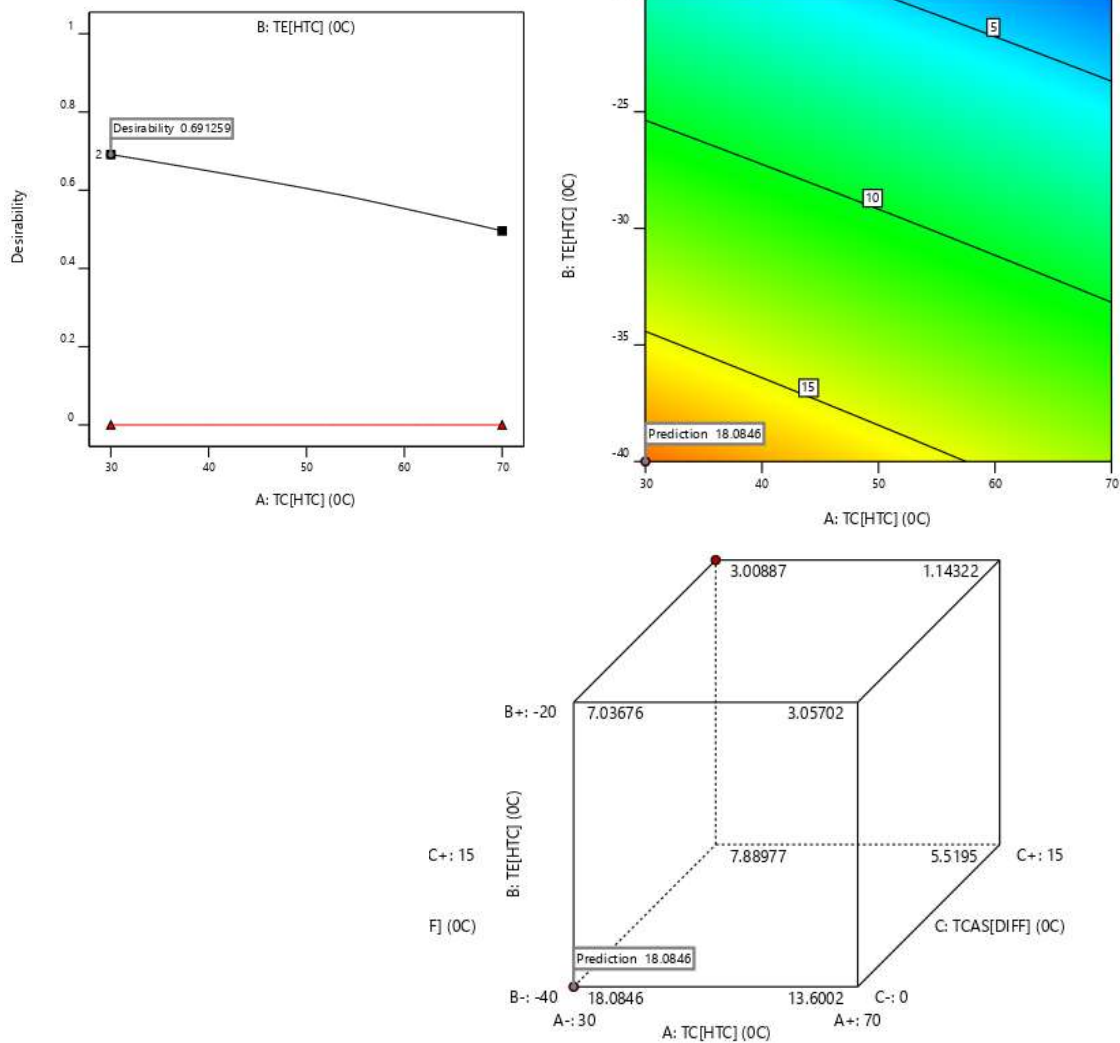 B: TE[HTC] (0C)
1
0.8
0.6
0.4
0.2
0
Desirability
Desirability 0.691259
2
30 40 50 60 70
A: TC[HTC] (0C)
5
10
15
-25
-30
-35
-40
B: TE[HTC] (0C)
Prediction 18.0846
30 40 50 60 70
A: TC[HTC] (0C)
3.00887 1.14322
B+: -20 7.03676 3.05702
B: TE[HTC] (0C)
C+: 15 7.88977 5.5195 C+: 15
F] (0C) C: TCAS[DIFF] (0C)
Prediction 18.0846
B-: -40 18.0846 13.6002 C-: 0
A-: 30 A+: 70
A: TC[HTC] (0C)